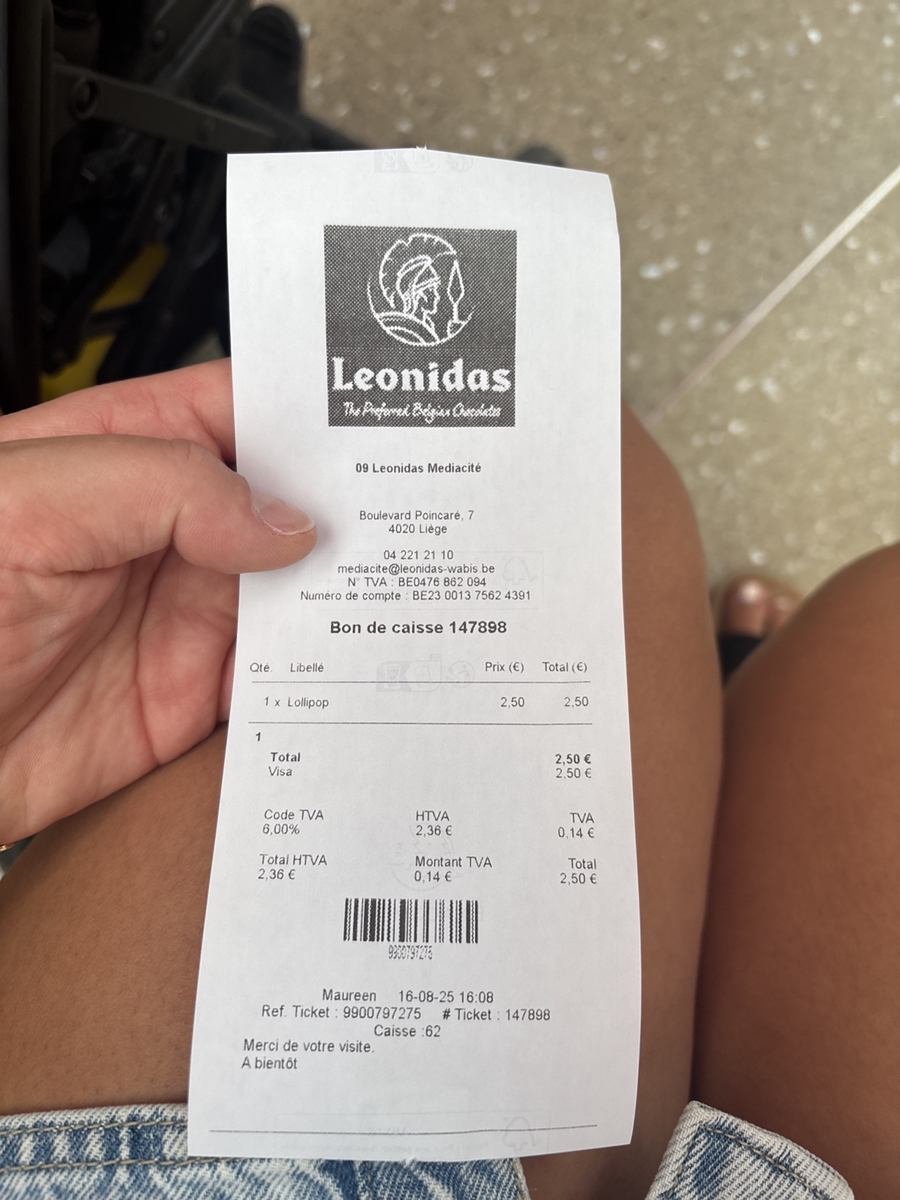 Leonidas
The Preferred Belgian Chocolates
09 Leonidas Mediacité
Boulevard Poincaré, 7
4020 Liège
04 221 21 10
mediacite@leonidas-wabis.be
N° TVA : BE0476 862 094
Numéro de compte : BE23 0013 7562 4391
Bon de caisse 147898
Qté. Libellé Prix (€) Total (€)
1 x Lollipop 2,50 2,50
1
Total 2,50 €
Visa 2,50 €
Code TVA HTVA TVA
6,00% 2,36 € 0,14 €
Total HTVA Montant TVA Total
2,36 € 0,14 € 2,50 €
9900797275
Maureen 16-08-25 16:08
Ref. Ticket : 9900797275 # Ticket : 147898
Caisse :62
Merci de votre visite.
A bientôt